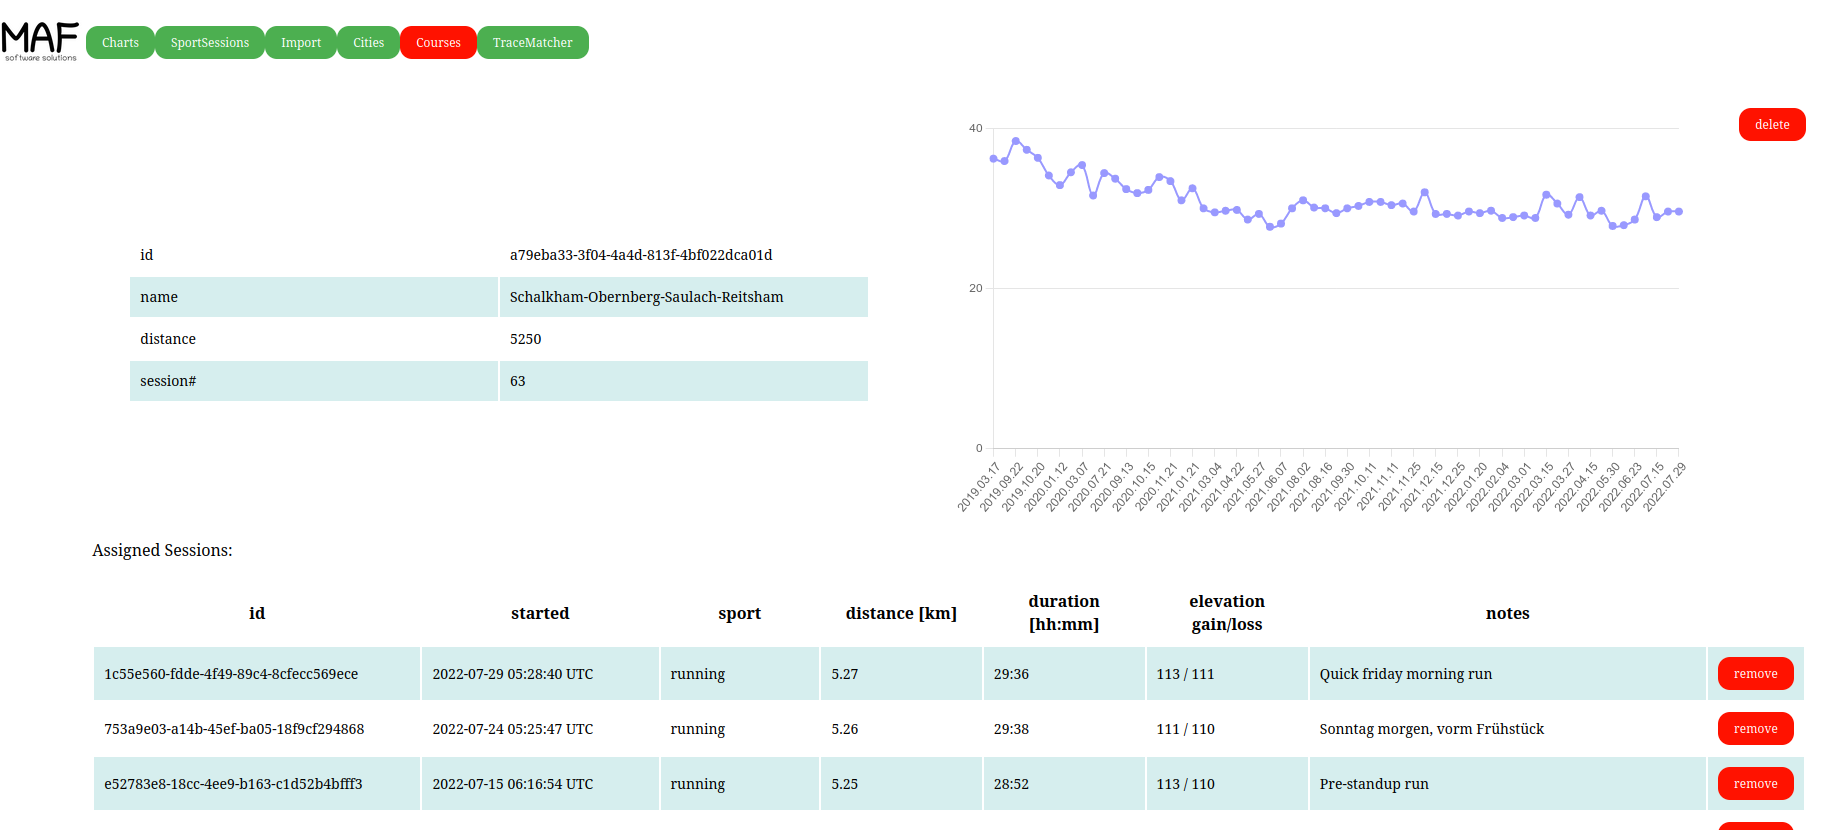 MAF
software solutions
Charts SportSessions Import Cities Courses TraceMatcher
delete
40
20
0
2019.03.17 2019.09.22 2019.10.20 2020.01.12 2020.03.07 2020.07.21 2020.09.13 2020.10.15 2020.11.21 2021.01.21 2021.03.04 2021.04.22 2021.05.27 2021.06.07 2021.08.02 2021.08.16 2021.09.30 2021.10.11 2021.11.11 2021.11.25 2021.12.15 2021.12.25 2022.01.20 2022.02.04 2022.03.01 2022.03.15 2022.03.27 2022.04.15 2022.05.30 2022.06.23 2022.07.15 2022.07.29
id a79eba33-3f04-4a4d-813f-4bf022dca01d
name Schalkham-Obernberg-Saulach-Reitsham
distance 5250
session# 63
Assigned Sessions:
id started sport distance [km] duration [hh:mm] elevation gain/loss notes
1c55e560-fdde-4f49-89c4-8cfecc569ece 2022-07-29 05:28:40 UTC running 5.27 29:36 113 / 111 Quick friday morning run remove
753a9e03-a14b-45ef-ba05-18f9cf294868 2022-07-24 05:25:47 UTC running 5.26 29:38 111 / 110 Sonntag morgen, vorm Frühstück remove
e52783e8-18cc-4ee9-b163-c1d52b4bfff3 2022-07-15 06:16:54 UTC running 5.25 28:52 113 / 110 Pre-standup run remove